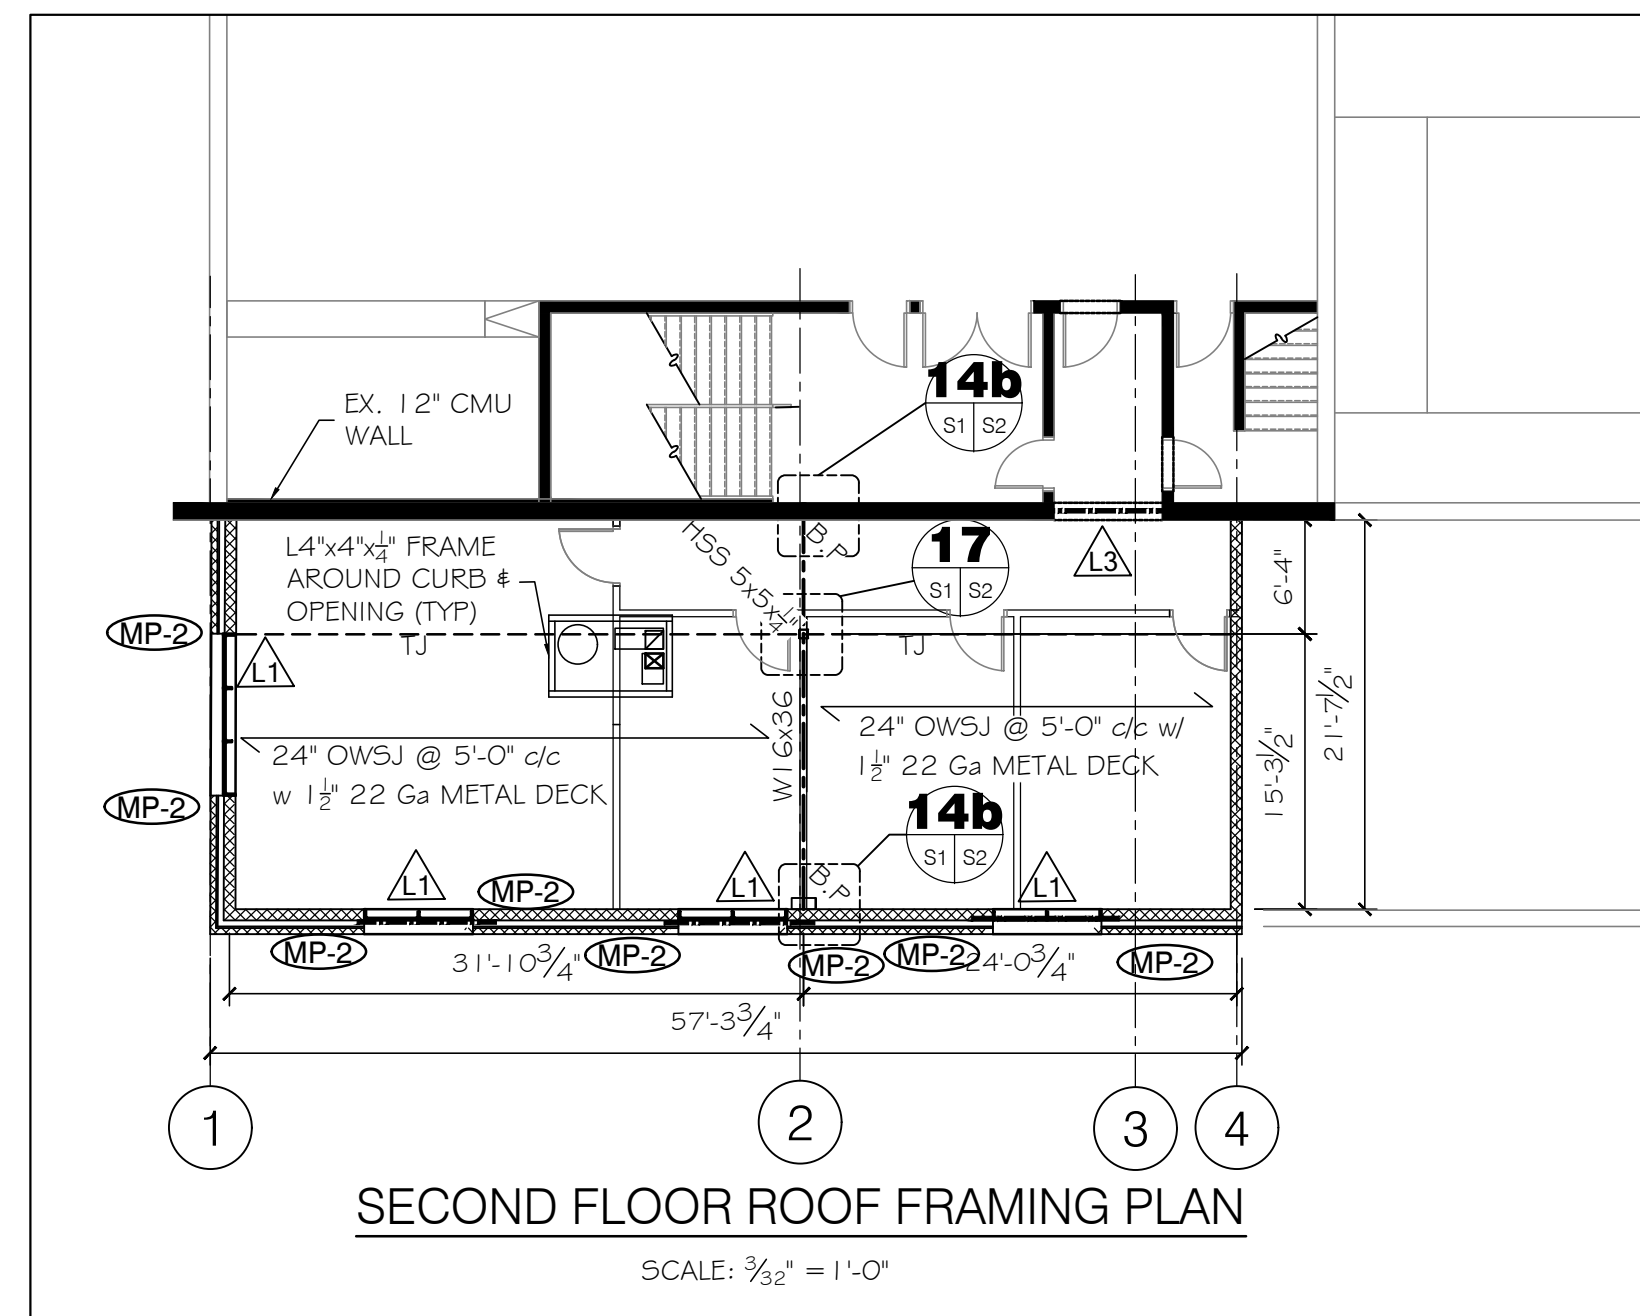 EX. 12" CMU
WALL
14b
S1 S2
HSS 5x5x1/4"
B.P
17
S1 S2
L3
L4"x4"x1/4" FRAME
AROUND CURB &
OPENING (TYP)
6'-4"
MP-2
TJ
TJ
L1
W16x36
24" OWSJ @ 5'-0" c/c
w 1 1/2" 22 Ga METAL DECK
24" OWSJ @ 5'-0" c/c w/
1 1/2" 22 Ga METAL DECK
15'-3 1/2"
21'-7 1/2"
MP-2
14b
S1 S2
L1
MP-2
L1
B.P
L1
MP-2
31'-10 3/4"
MP-2
MP-2
MP-2
24'-0 3/4"
MP-2
57'-3 3/4"
1
2
3
4
SECOND FLOOR ROOF FRAMING PLAN
SCALE: 3/32" = 1'-0"